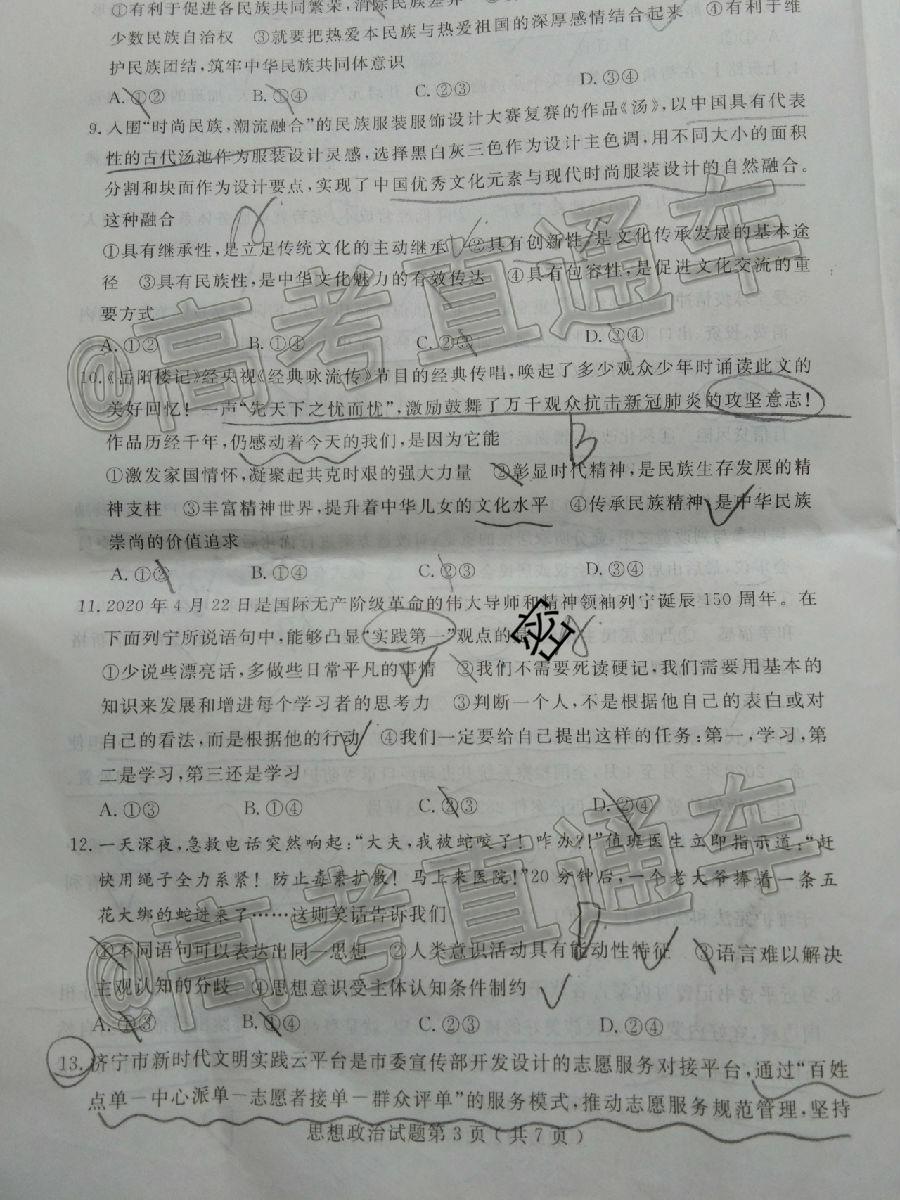 ①有利于促进各民族共同繁荣,消除民族差异
少数民族自治权 ③就要把热爱本民族与热爱祖国的深厚感情结合起来 ④有利于维
护民族团结,筑牢中华民族共同体意识
A.①② B.①④ C.②③ D.③④
9.入围“时尚民族,潮流融合”的民族服装服饰设计大赛复赛的作品《汤》,以中国具有代表
性的古代汤池作为服装设计灵感,选择黑白灰三色作为设计主色调,用不同大小的面积
分割和块面作为设计要点,实现了中国优秀文化元素与现代时尚服装设计的自然融合。
这种融合
①具有继承性,是立足传统文化的主动继承 ②具有创新性,是文化传承发展的基本途
径 ③具有民族性,是中华文化魅力的有效传达 ④具有包容性,是促进文化交流的重
要方式
A.①② B.①④ C.②③ D.③④
10.《岳阳楼记》经央视《经典咏流传》节目的经典传唱,唤起了多少观众少年时诵读此文的
美好回忆!一声“先天下之忧而忧”,激励鼓舞了万千观众抗击新冠肺炎的攻坚意志!
作品历经千年,仍感动着今天的我们,是因为它能
B
①激发家国情怀,凝聚起共克时艰的强大力量 ②彰显时代精神,是民族生存发展的精
神支柱 ③丰富精神世界,提升着中华儿女的文化水平 ④传承民族精神,是中华民族
崇尚的价值追求
A.①② B.①④ C.②③ D.③④
11.2020年4月22日是国际无产阶级革命的伟大导师和精神领袖列宁诞辰150周年。在
下面列宁所说语句中,能够凸显“实践第一”观点的是
密
①少说些漂亮话,多做些日常平凡的事情 ②我们不需要死读硬记,我们需要用基本的
知识来发展和增进每个学习者的思考力 ③判断一个人,不是根据他自己的表白或对
自己的看法,而是根据他的行动 ④我们一定要给自己提出这样的任务:第一,学习,第
二是学习,第三还是学习
A.①③ B.①④ C.②③ D.②④
12.一天深夜,急救电话突然响起:“大夫,我被蛇咬了!咋办?!”值班医生立即指示道:“赶
快用绳子全力系紧!防止毒素扩散!马上来医院!”20分钟后,一个老大爷捧着一条五
花大绑的蛇进来了……这则笑话告诉我们
D
①不同语句可以表达出同一思想 ②人类意识活动具有能动性特征 ③语言难以解决
主观认知的分歧 ④思想意识受主体认知条件制约
A.①③ B.①④ C.②③ D.②④
13.济宁市新时代文明实践云平台是市委宣传部开发设计的志愿服务对接平台,通过“百姓
点单－中心派单－志愿者接单－群众评单”的服务模式,推动志愿服务规范管理,坚持
思想政治试题第3页(共7页)
@高考直通车
@高考直通车